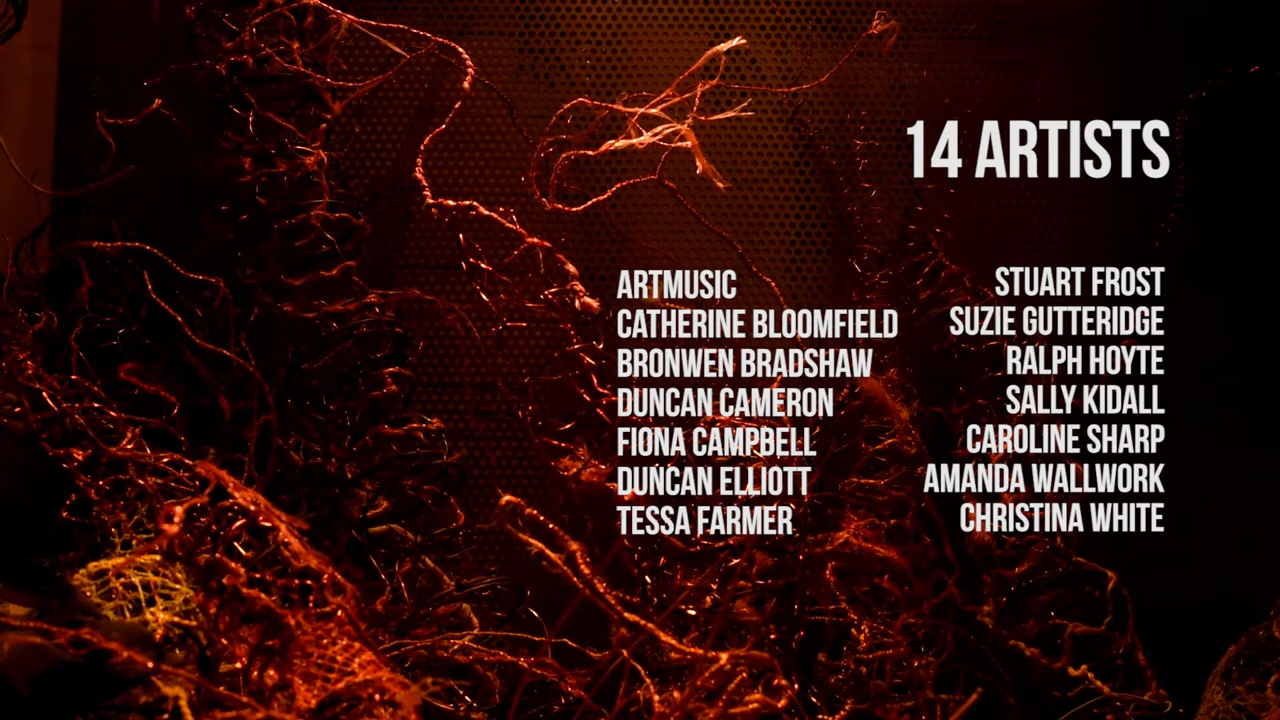 14 ARTISTS
ARTMUSIC
CATHERINE BLOOMFIELD
BRONWEN BRADSHAW
DUNCAN CAMERON
FIONA CAMPBELL
DUNCAN ELLIOTT
TESSA FARMER
STUART FROST
SUZIE GUTTERIDGE
RALPH HOYTE
SALLY KIDALL
CAROLINE SHARP
AMANDA WALLWORK
CHRISTINA WHITE